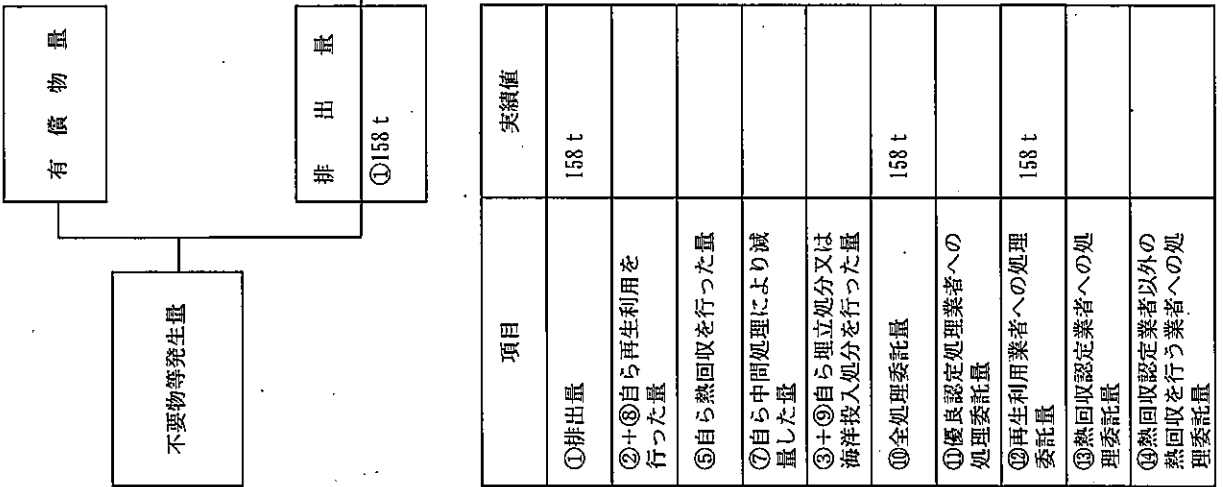 有償物量
不要物等発生量
排出量
①158 t
項目
実績値
①排出量
158 t
②+⑧自ら再生利用を
行った量
⑤自ら熱回収を行った量
⑦自ら中間処理により減
量した量
③+⑨自ら埋立処分又は
海洋投入処分を行った量
⑩全処理委託量
158 t
⑪優良認定処理業者への
処理委託量
⑫再生利用業者への処理
委託量
158 t
⑬熱回収認定業者への処
理委託量
⑭熱回収認定業者以外の
熱回収を行う業者への処
理委託量